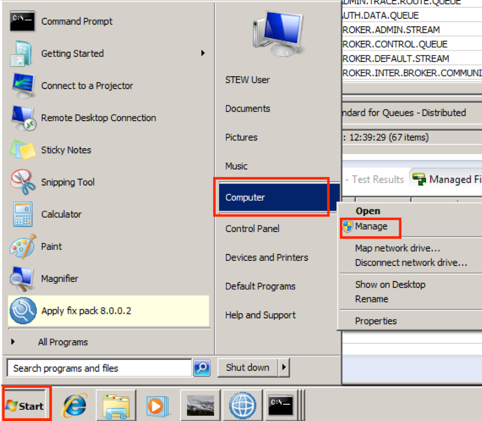 Command Prompt
Getting Started
Connect to a Projector
Remote Desktop Connection
Sticky Notes
Snipping Tool
Calculator
Paint
Magnifier
Apply fix pack 8.0.0.2
All Programs
Search programs and files
STEW User
Documents
Pictures
Music
Computer
Control Panel
Devices and Printers
Default Programs
Help and Support
Shut down
Start
DMIN.TRACE.ROUTE.QUEUE
AUTH.DATA.QUEUE
ROKER.ADMIN.STREAM
ROKER.CONTROL.QUEUE
ROKER.DEFAULT.STREAM
ROKER.INTER.BROKER.COMMUNI
ndard for Queues - Distributed
: 12:39:29 (67 items)
- Test Results
Managed Fi
Open
Manage
Map network drive...
Disconnect network drive...
Show on Desktop
Rename
Properties